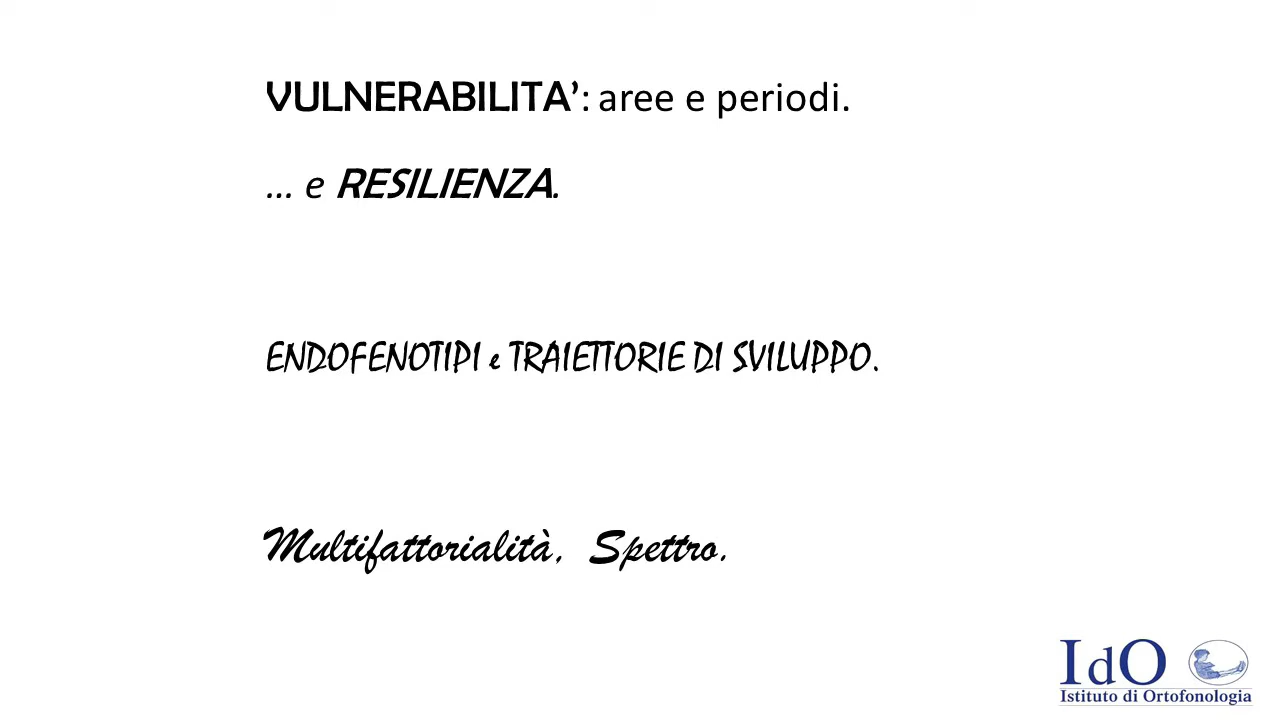 VULNERABILITA’: aree e periodi.
... e RESILIENZA.
ENDOFENOTIPI e TRAIETTORIE DI SVILUPPO.
Multifattorialità, Spettro.
IdO
Istituto di Ortofonologia